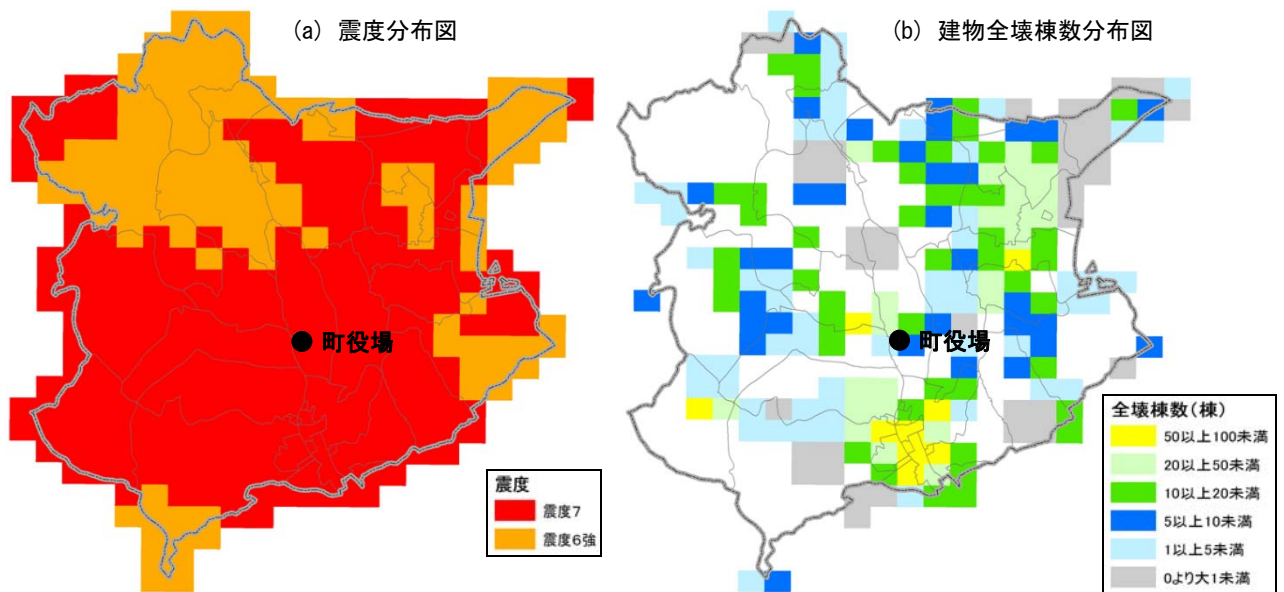 (a) 震度分布図
(b) 建物全壊棟数分布図
町役場
町役場
震度
震度7
震度6強
全壊棟数(棟)
50以上100未満
20以上50未満
10以上20未満
5以上10未満
1以上5未満
0より大1未満